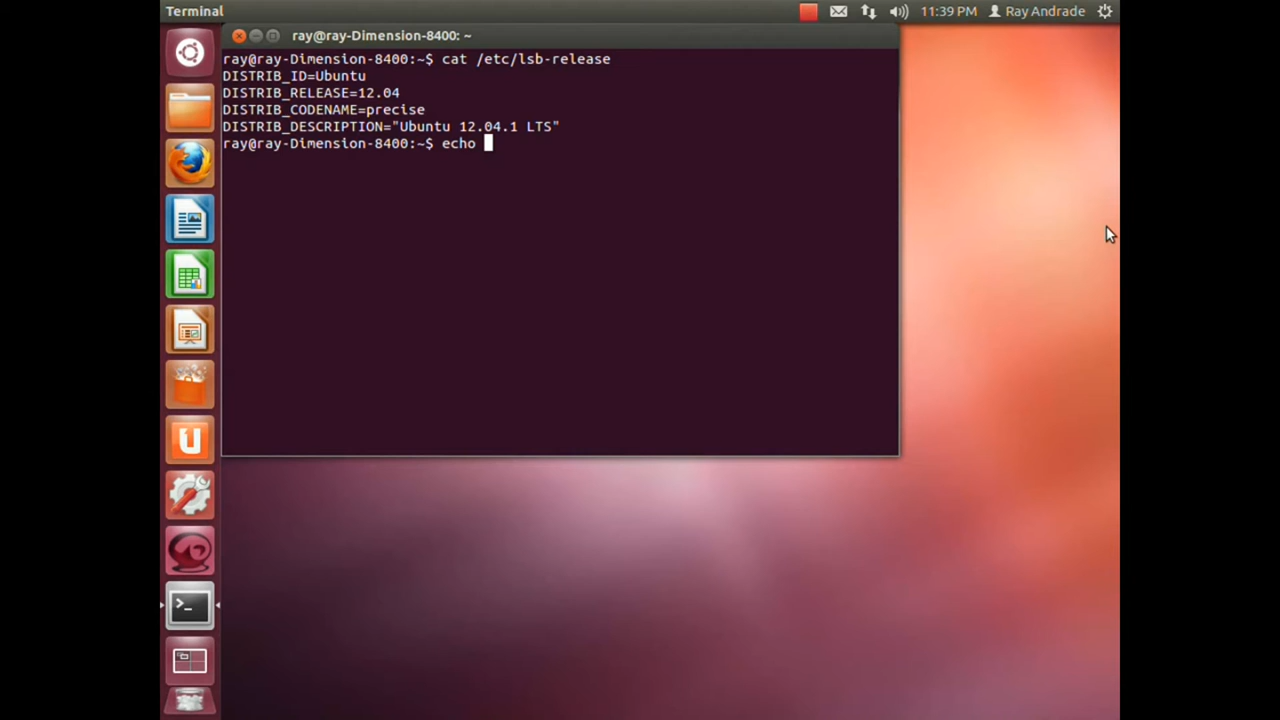 Terminal
11:39 PM Ray Andrade
ray@ray-Dimension-8400: ~
ray@ray-Dimension-8400:~$ cat /etc/lsb-release
DISTRIB_ID=Ubuntu
DISTRIB_RELEASE=12.04
DISTRIB_CODENAME=precise
DISTRIB_DESCRIPTION="Ubuntu 12.04.1 LTS"
ray@ray-Dimension-8400:~$ echo